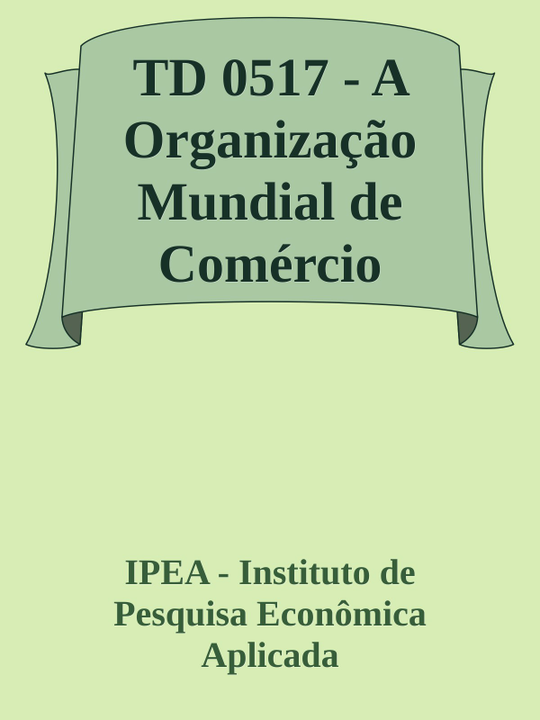 TD 0517 - A
Organização
Mundial de
Comércio
IPEA - Instituto de
Pesquisa Econômica
Aplicada